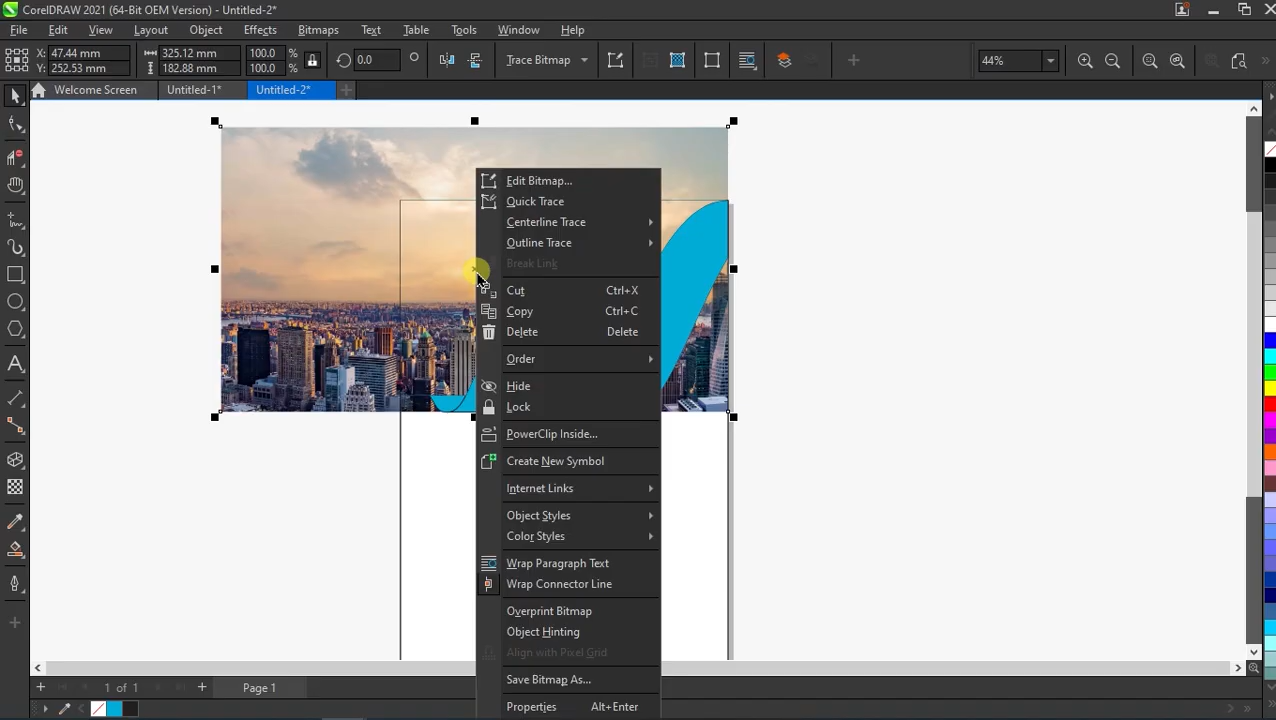 CorelDRAW 2021 (64-Bit OEM Version) - Untitled-2*
File Edit View Layout Object Effects Bitmaps Text Table Tools Window Help
X: 47.44 mm 325.12 mm 100.0 % 0.0 ° Trace Bitmap 44%
Y: 252.53 mm 182.88 mm 100.0 %
Welcome Screen Untitled-1* Untitled-2*
Edit Bitmap...
Quick Trace
Centerline Trace
Outline Trace
Break Link
Cut Ctrl+X
Copy Ctrl+C
Delete Delete
Order
Hide
Lock
PowerClip Inside...
Create New Symbol
Internet Links
Object Styles
Color Styles
Wrap Paragraph Text
Wrap Connector Line
Overprint Bitmap
Object Hinting
Align with Pixel Grid
Save Bitmap As...
1 of 1 Page 1
Properties Alt+Enter